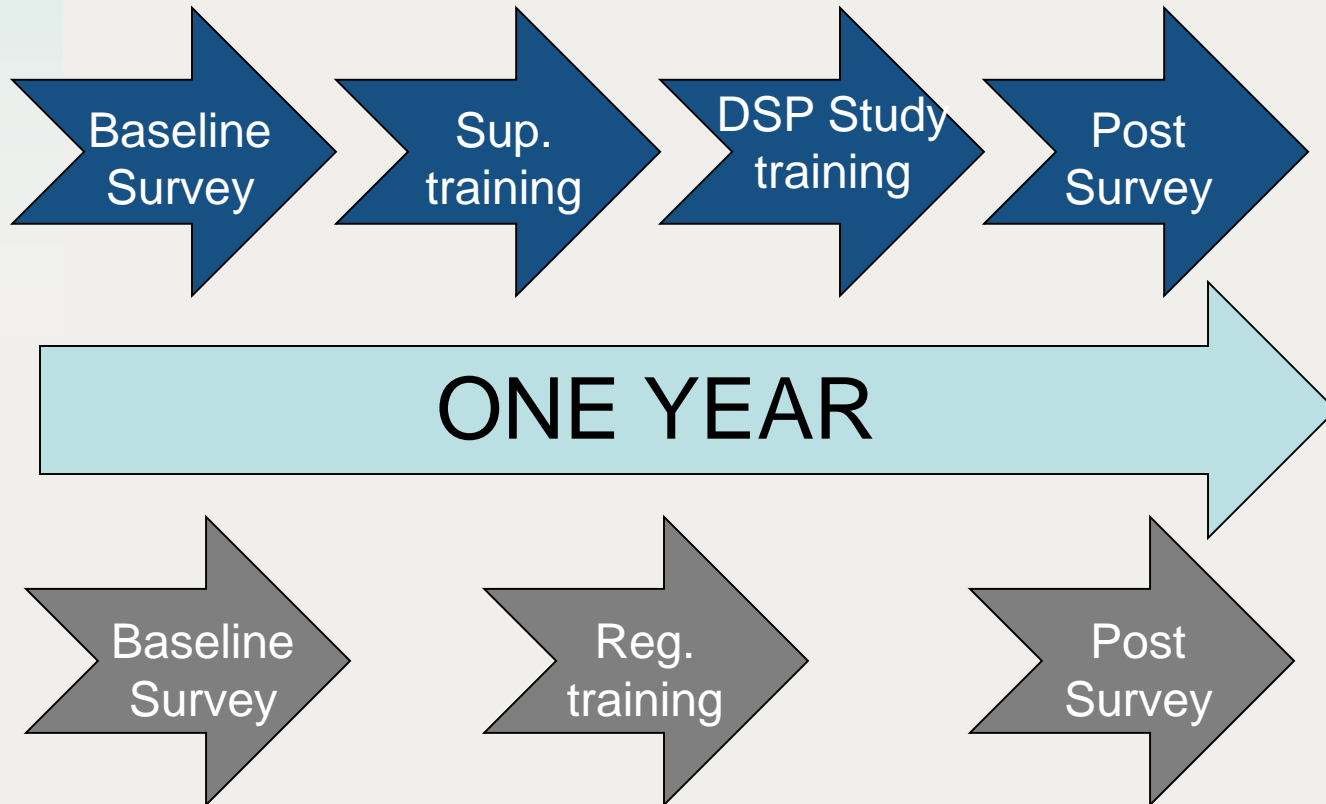 Baseline
Survey
Sup.
training
DSP Study
training
Post
Survey
ONE YEAR
Baseline
Survey
Reg.
training
Post
Survey